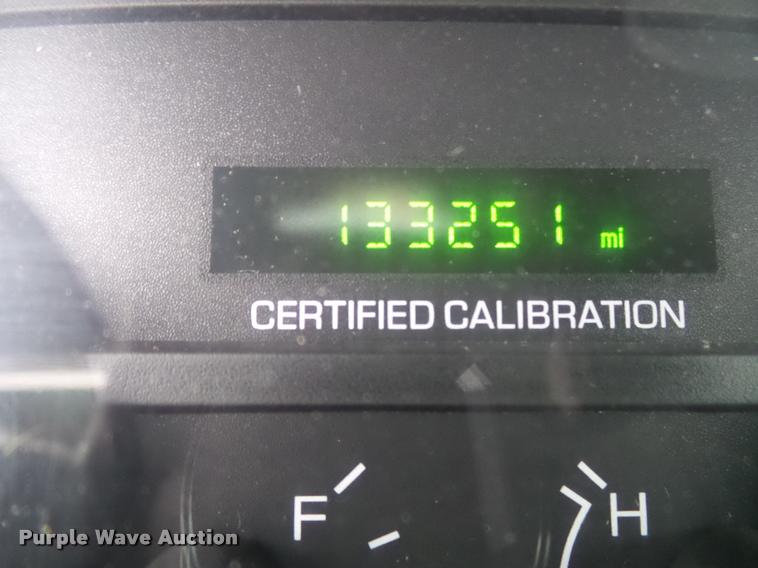 133251 mi
CERTIFIED CALIBRATION
F H
Purple Wave Auction